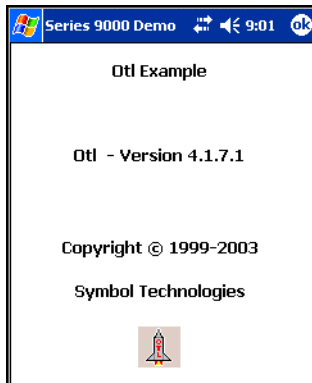 Series 9000 Demo 9:01 ok
Otl Example
Otl - Version 4.1.7.1
Copyright © 1999-2003
Symbol Technologies
OTL